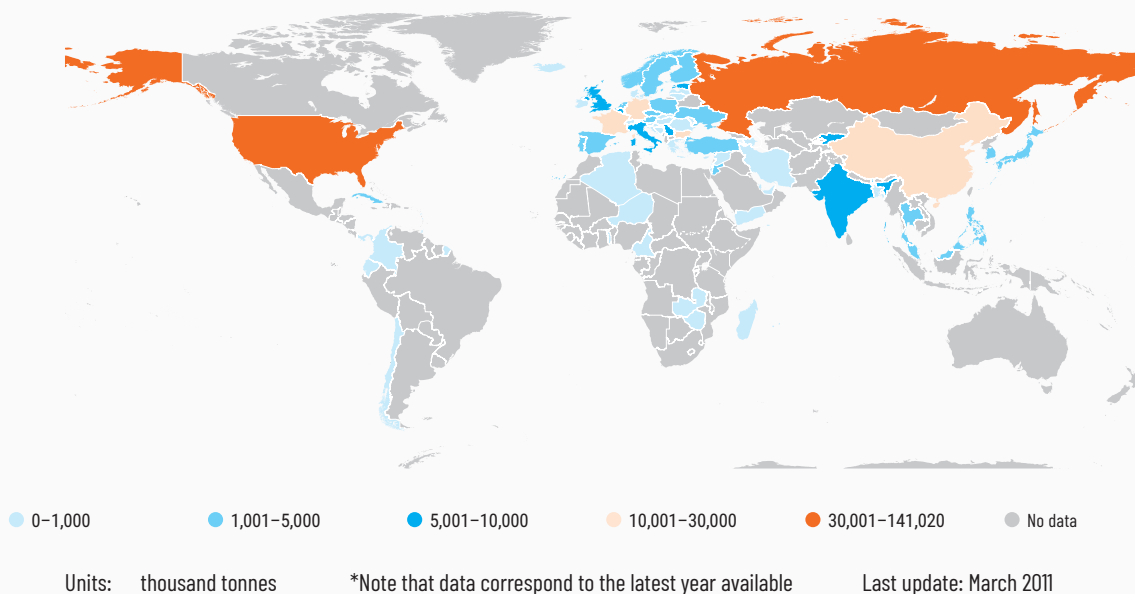 0–1,000 1,001–5,000 5,001–10,000 10,001–30,000 30,001–141,020 No data
Units: thousand tonnes *Note that data correspond to the latest year available Last update: March 2011